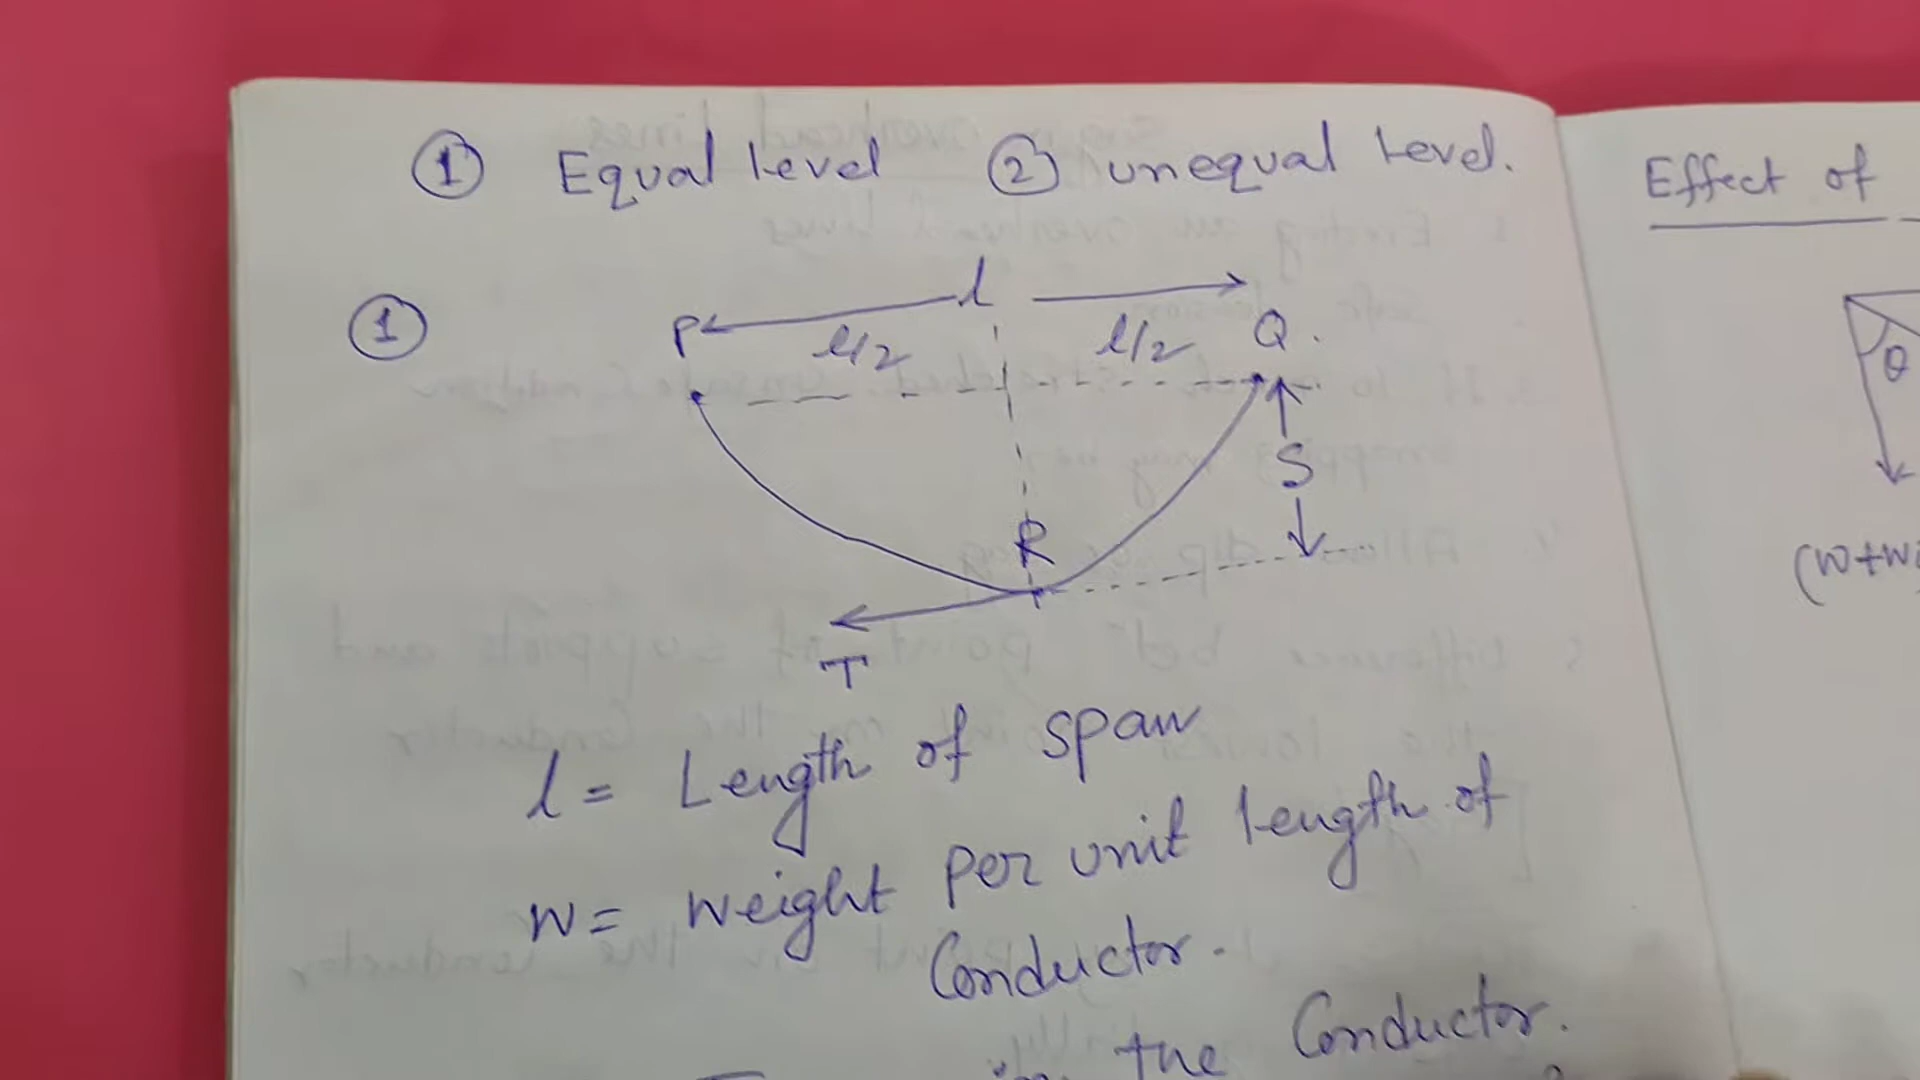 ① Equal level ② unequal level.
①
l
P Q.
l/2 l/2
S
R
T
l = Length of span
w = weight per unit length of
Conductor.
in the Conductor.
Effect of
θ
(w+w